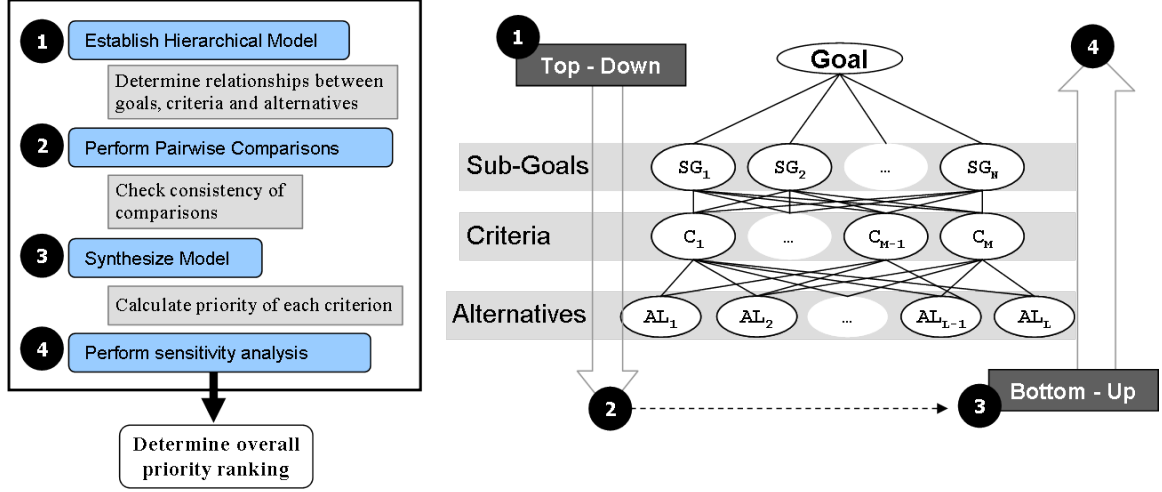 1 Establish Hierarchical Model
Determine relationships between
goals, criteria and alternatives
2 Perform Pairwise Comparisons
Check consistency of
comparisons
3 Synthesize Model
Calculate priority of each criterion
4 Perform sensitivity analysis
Determine overall
priority ranking
1 Top - Down
Goal
4
Sub-Goals SG1 SG2 ... SGN
Criteria C1 ... CM-1 CM
Alternatives AL1 AL2 ... ALL-1 ALL
2
3 Bottom - Up